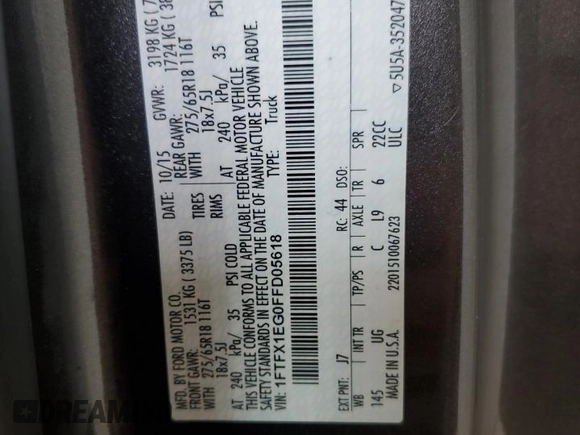 MFD. BY FORD MOTOR CO. DATE: 10/15 GVWR: 3198 KG (7
FRONT GAWR: 1531 KG ( 3375 LB) REAR GAWR: 1724 KG ( 38
WITH 275/65R18 116T TIRES WITH 275/65R18 116T
18x7.5J RIMS 18x7.5J
AT 240 kPa/ 35 PSI COLD AT 240 kPa/ 35 PSI
THIS VEHICLE CONFORMS TO ALL APPLICABLE FEDERAL MOTOR VEHICLE
SAFETY STANDARDS IN EFFECT ON THE DATE OF MANUFACTURE SHOWN ABOVE.
VIN: 1FTFX1EG0FFD05618 Truck
EXT PNT: J7 RC: 44 DSO:
WB INT TR TP/PS R AXLE TR SPR
145 UG C L9 6 22CC
MADE IN U.S.A. 2201510067623 ULC
▽ 5U5A-352047
DREAM